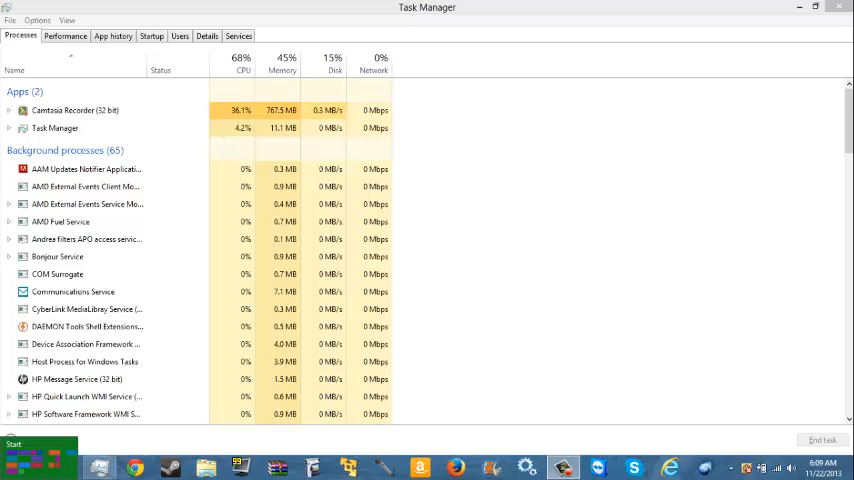 Task Manager
File Options View
Processes Performance App history Startup Users Details Services
68% 45% 15% 0%
Name Status CPU Memory Disk Network
Apps (2)
Camtasia Recorder (32 bit) 36.1% 767.5 MB 0.3 MB/s 0 Mbps
Task Manager 4.2% 11.1 MB 0 MB/s 0 Mbps
Background processes (65)
AAM Updates Notifier Applicati... 0% 0.3 MB 0 MB/s 0 Mbps
AMD External Events Client Mo... 0% 0.9 MB 0 MB/s 0 Mbps
AMD External Events Service Mo... 0% 0.4 MB 0 MB/s 0 Mbps
AMD Fuel Service 0% 0.7 MB 0 MB/s 0 Mbps
Andrea filters APO access servic... 0% 0.1 MB 0 MB/s 0 Mbps
Bonjour Service 0% 0.9 MB 0 MB/s 0 Mbps
COM Surrogate 0% 0.7 MB 0 MB/s 0 Mbps
Communications Service 0% 7.1 MB 0 MB/s 0 Mbps
CyberLink MediaLibray Service (... 0% 0.3 MB 0 MB/s 0 Mbps
DAEMON Tools Shell Extensions... 0% 0.5 MB 0 MB/s 0 Mbps
Device Association Framework ... 0% 4.0 MB 0 MB/s 0 Mbps
Host Process for Windows Tasks 0% 3.9 MB 0 MB/s 0 Mbps
HP Message Service (32 bit) 0% 1.5 MB 0 MB/s 0 Mbps
HP Quick Launch WMI Service (... 0% 0.6 MB 0 MB/s 0 Mbps
HP Software Framework WMI S... 0% 0.9 MB 0 MB/s 0 Mbps
End task
Start
99
6:09 AM
11/22/2013